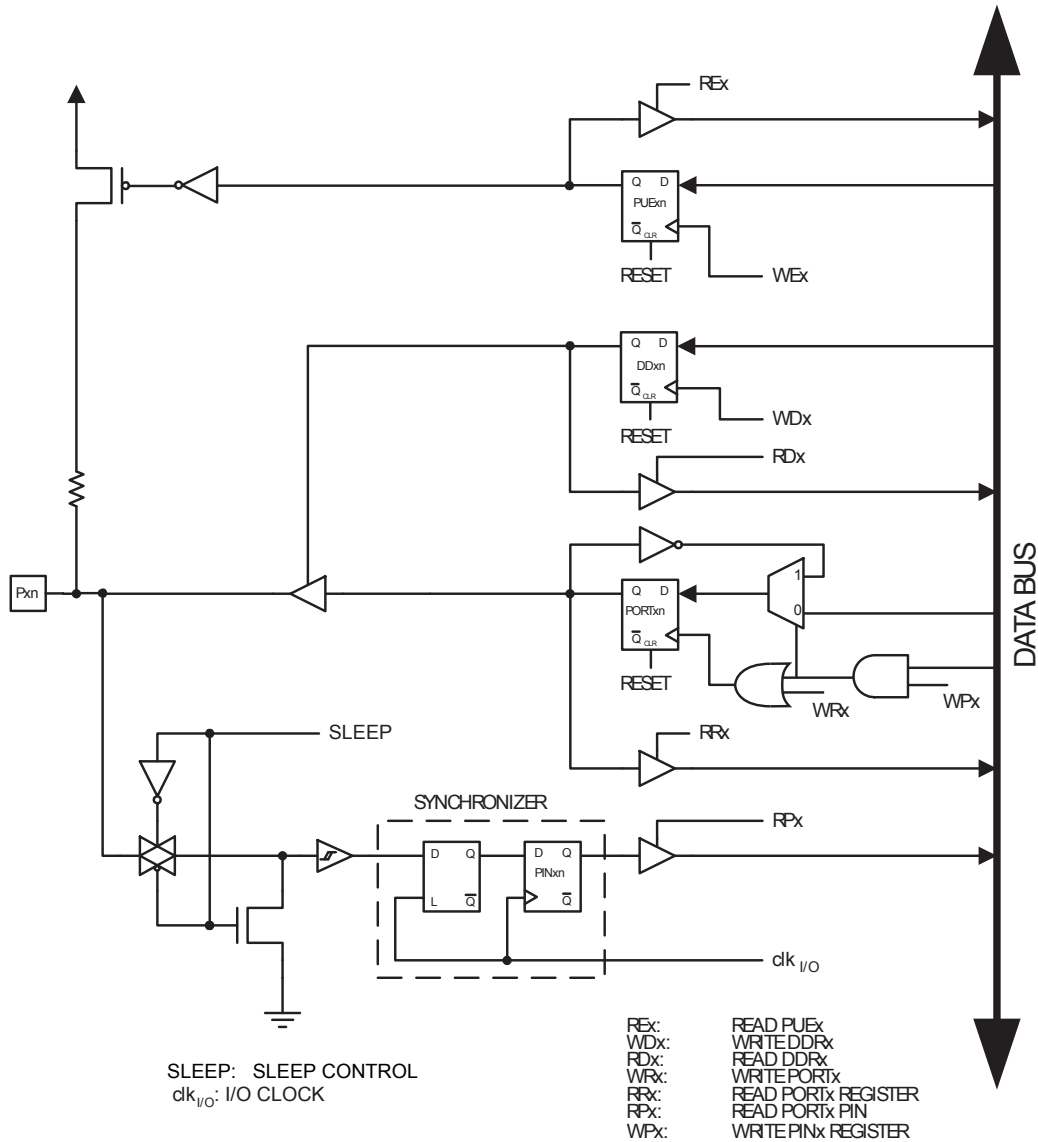 REx
Q D
PUExn
Q CLR
RESET
WEx
Q D
DDxn
Q CLR
RESET
WDx
RDx
Pxn
1
0
Q D
PORTxn
Q CLR
RESET
WRx
WPx
DATA BUS
SLEEP
RRx
SYNCHRONIZER
RPx
D Q
L Q
D Q
PINxn
Q
clk I/O
REx: READ PUEx
WDx: WRITE DDRx
RDx: READ DDRx
WRx: WRITE PORTx
RRx: READ PORTx REGISTER
RPx: READ PORTx PIN
WPx: WRITE PINx REGISTER
SLEEP: SLEEP CONTROL
clk I/O: I/O CLOCK